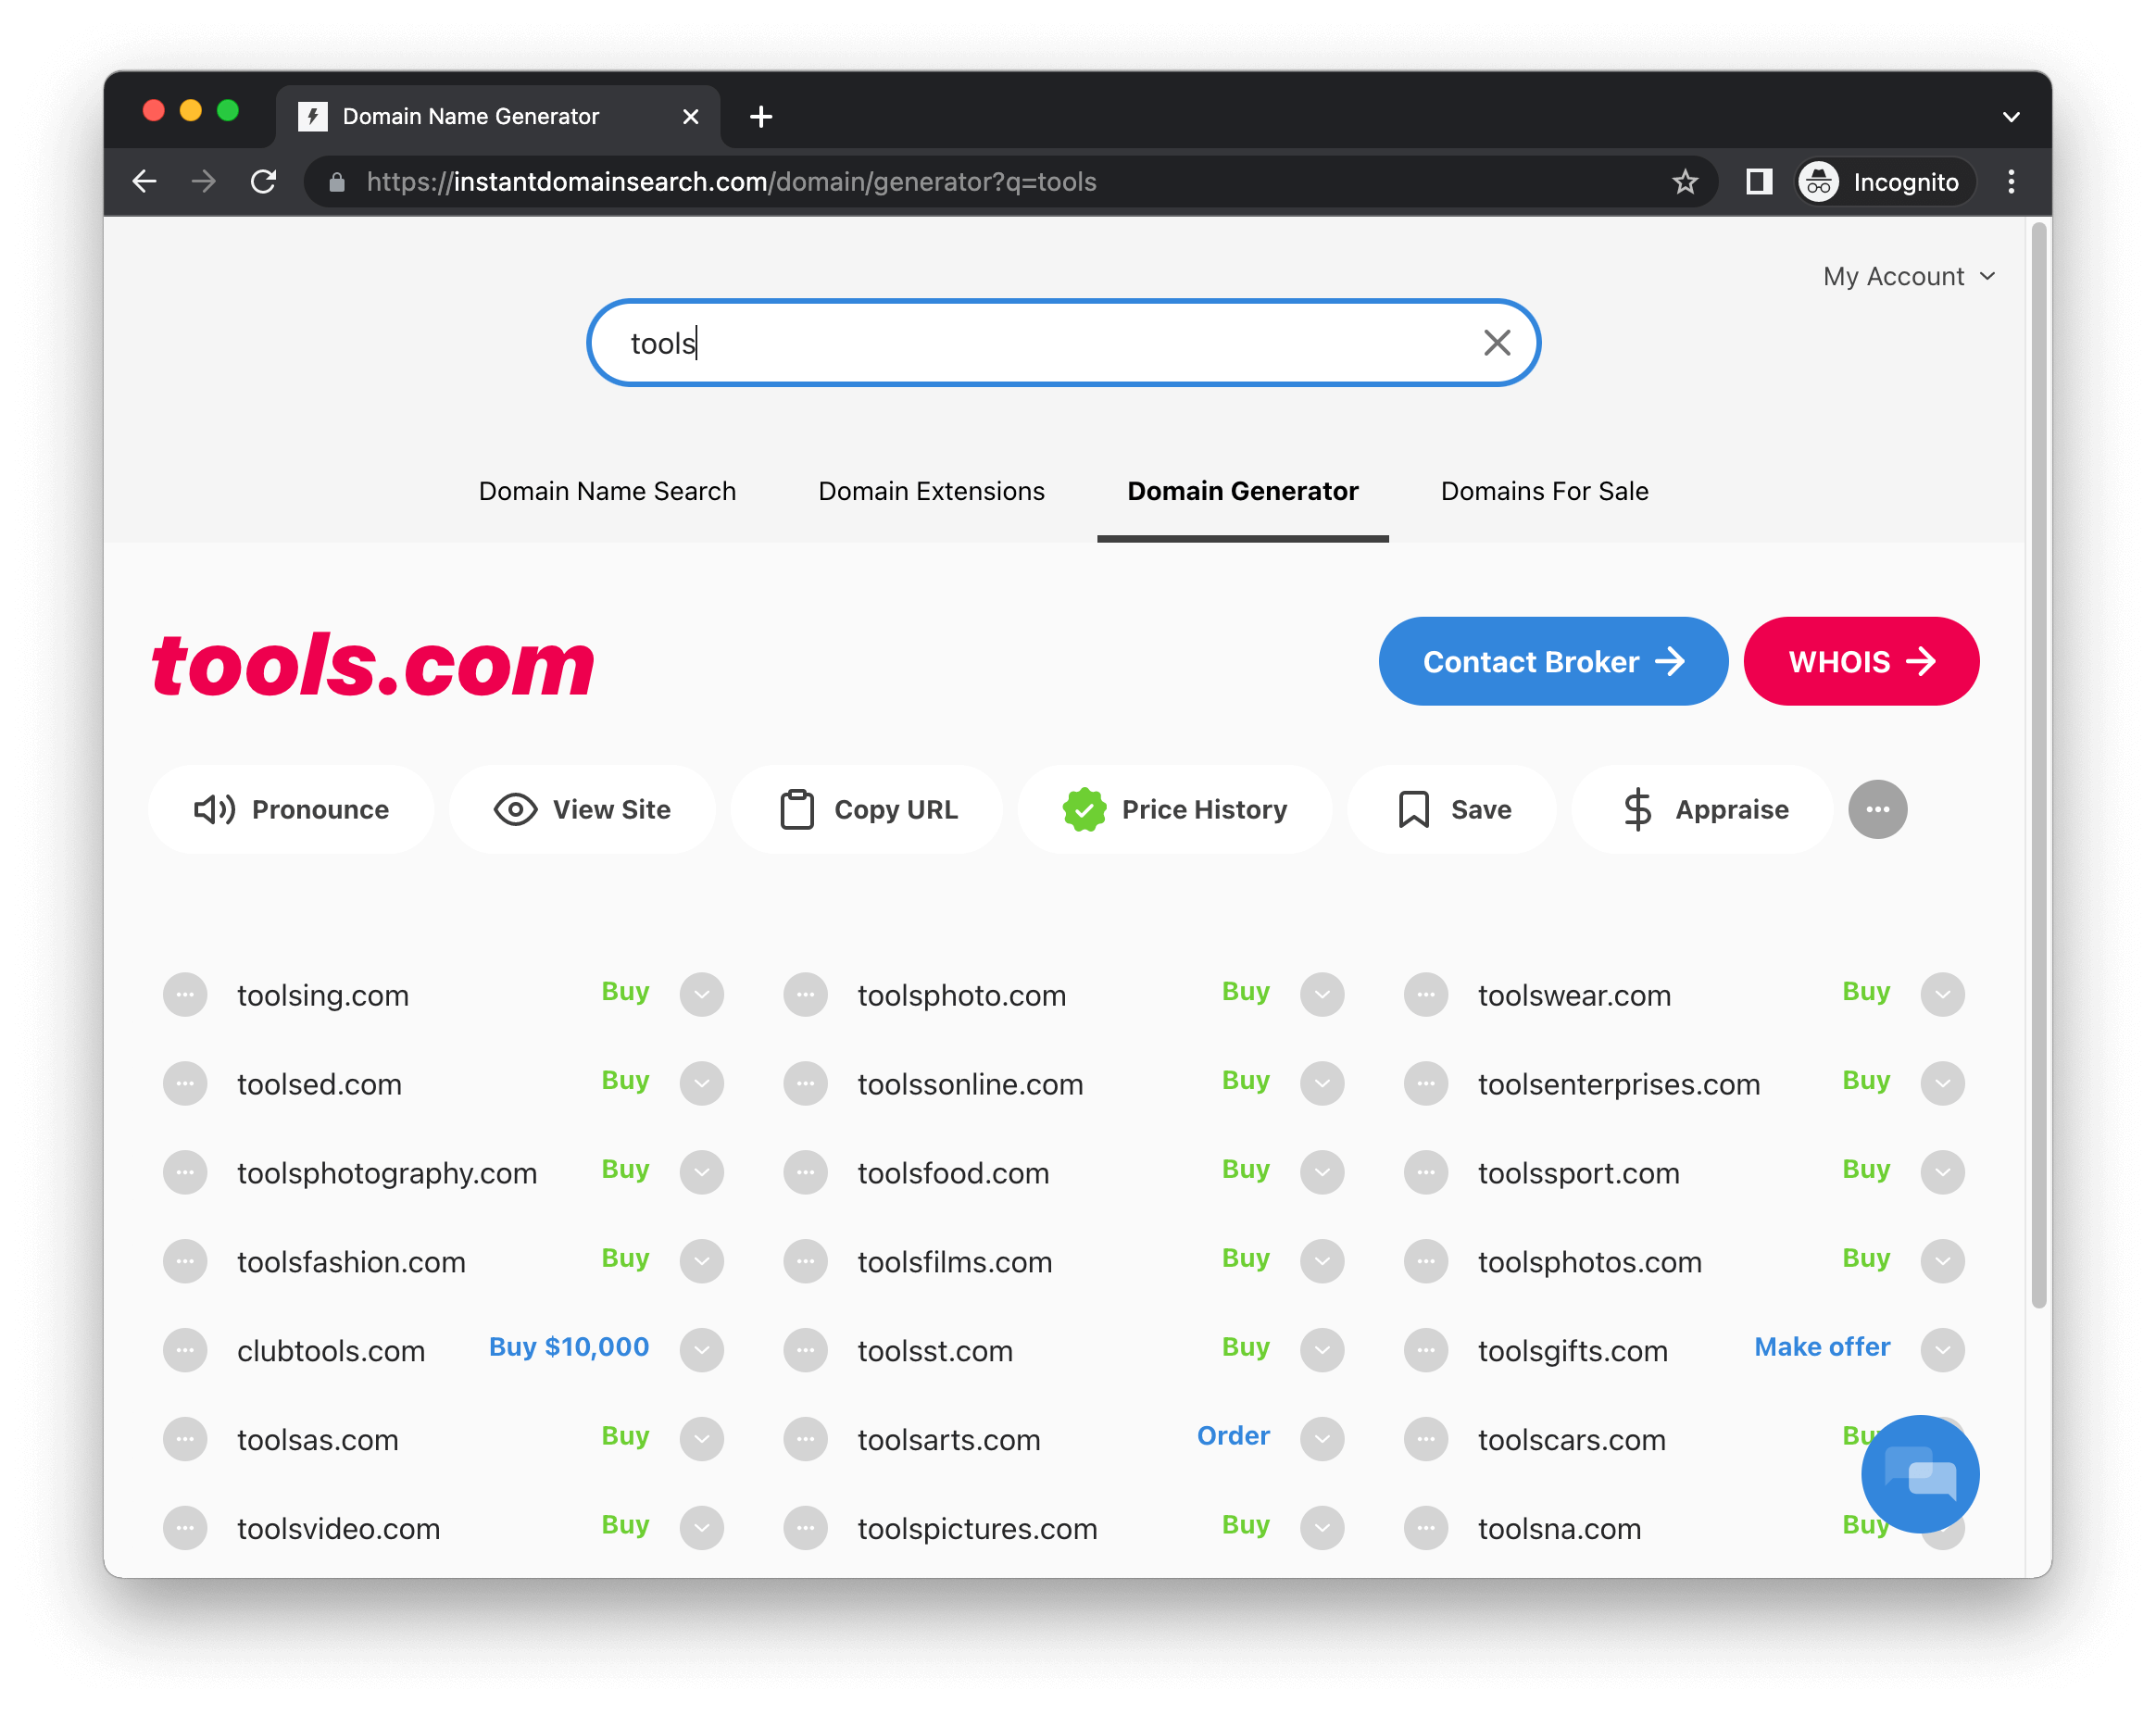 Domain Name Generator
https://instantdomainsearch.com/domain/generator?q=tools
Incognito
My Account
tools
Domain Name Search Domain Extensions Domain Generator Domains For Sale
tools.com Contact Broker WHOIS
Pronounce View Site Copy URL Price History Save $ Appraise
toolsing.com Buy toolsphoto.com Buy toolswear.com Buy
toolsed.com Buy toolssonline.com Buy toolsenterprises.com Buy
toolsphotography.com Buy toolsfood.com Buy toolssport.com Buy
toolsfashion.com Buy toolsfilms.com Buy toolsphotos.com Buy
clubtools.com Buy $10,000 toolsst.com Buy toolsgifts.com Make offer
toolsas.com Buy toolsarts.com Order toolscars.com Buy
toolsvideo.com Buy toolspictures.com Buy toolsna.com Buy